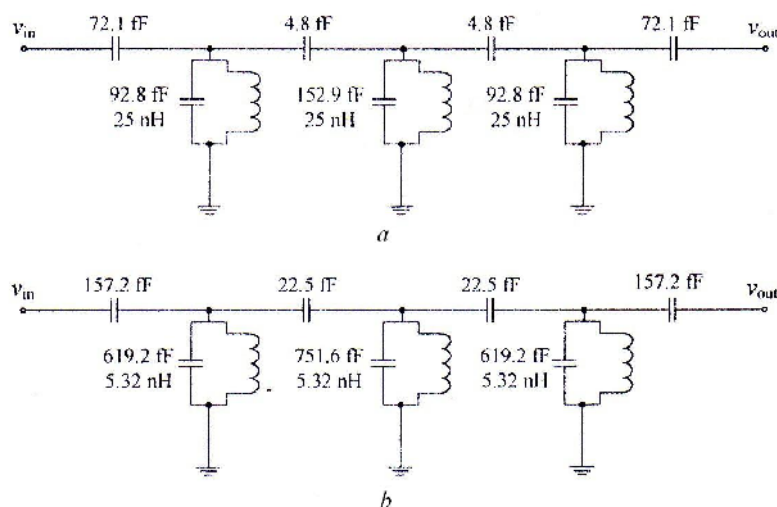 v_in 72,1 fF 4.8 fF 4.8 fF 72.1 fF v_out
92.8 fF 152.9 fF 92.8 fF
25 nH 25 nH 25 nH
a
v_in 157.2 fF 22.5 fF 22.5 fF 157.2 fF v_out
619.2 fF 751,6 fF 619.2 fF
5.32 nH 5.32 nH 5.32 nH
b